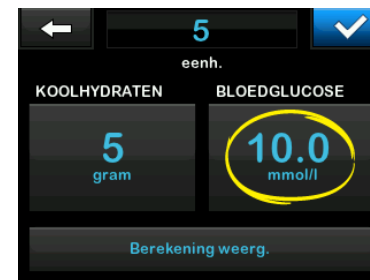 5
eenh.
KOOLHYDRATEN BLOEDGLUCOSE
5 10.0
gram mmol/l
Berekening weerg.